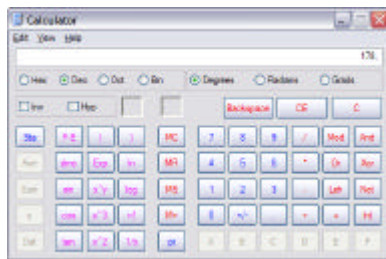 Calculator
Edit View Help
178.
Hex Dec Oct Bin Degrees Radians Grads
Inv Hyp Backspace CE C
Sta F-E ( ) MC 7 8 9 / Mod And
Ave dms Exp ln MR 4 5 6 * Or Xor
Sum sin x^y log MS 1 2 3 - Lsh Not
s cos x^3 n! M+ 0 +/- . + = Int
Dat tan x^2 1/x pi A B C D E F